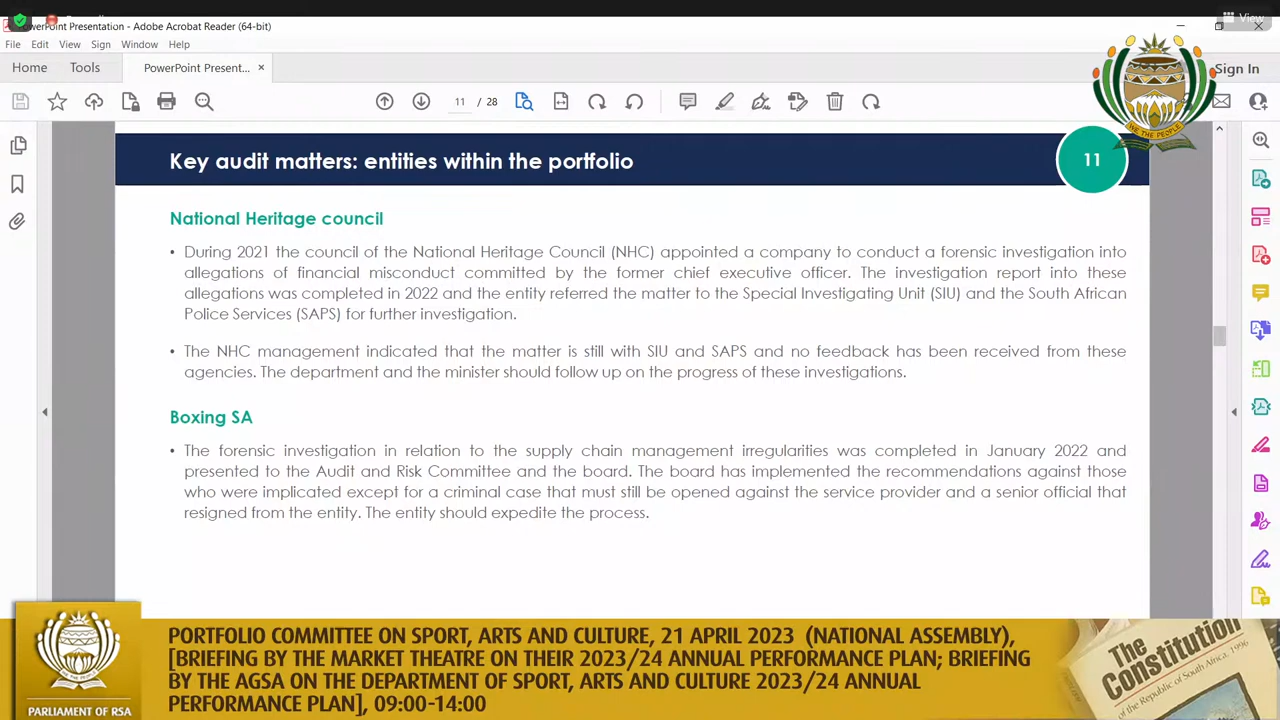 PowerPoint Presentation - Adobe Acrobat Reader (64-bit)
View
File Edit View Sign Window Help
Home Tools PowerPoint Present... × Sign In
11 / 28
WE, THE PEOPLE
Key audit matters: entities within the portfolio
11
National Heritage council
• During 2021 the council of the National Heritage Council (NHC) appointed a company to conduct a forensic investigation into
allegations of financial misconduct committed by the former chief executive officer. The investigation report into these
allegations was completed in 2022 and the entity referred the matter to the Special Investigating Unit (SIU) and the South African
Police Services (SAPS) for further investigation.
• The NHC management indicated that the matter is still with SIU and SAPS and no feedback has been received from these
agencies. The department and the minister should follow up on the progress of these investigations.
Boxing SA
• The forensic investigation in relation to the supply chain management irregularities was completed in January 2022 and
presented to the Audit and Risk Committee and the board. The board has implemented the recommendations against those
who were implicated except for a criminal case that must still be opened against the service provider and a senior official that
resigned from the entity. The entity should expedite the process.
PORTFOLIO COMMITTEE ON SPORT, ARTS AND CULTURE, 21 APRIL 2023 (NATIONAL ASSEMBLY),
[BRIEFING BY THE MARKET THEATRE ON THEIR 2023/24 ANNUAL PERFORMANCE PLAN; BRIEFING
BY THE AGSA ON THE DEPARTMENT OF SPORT, ARTS AND CULTURE 2023/24 ANNUAL
PERFORMANCE PLAN], 09:00-14:00
PARLIAMENT OF RSA
The
Constitution
of the Republic of South Africa, 1996